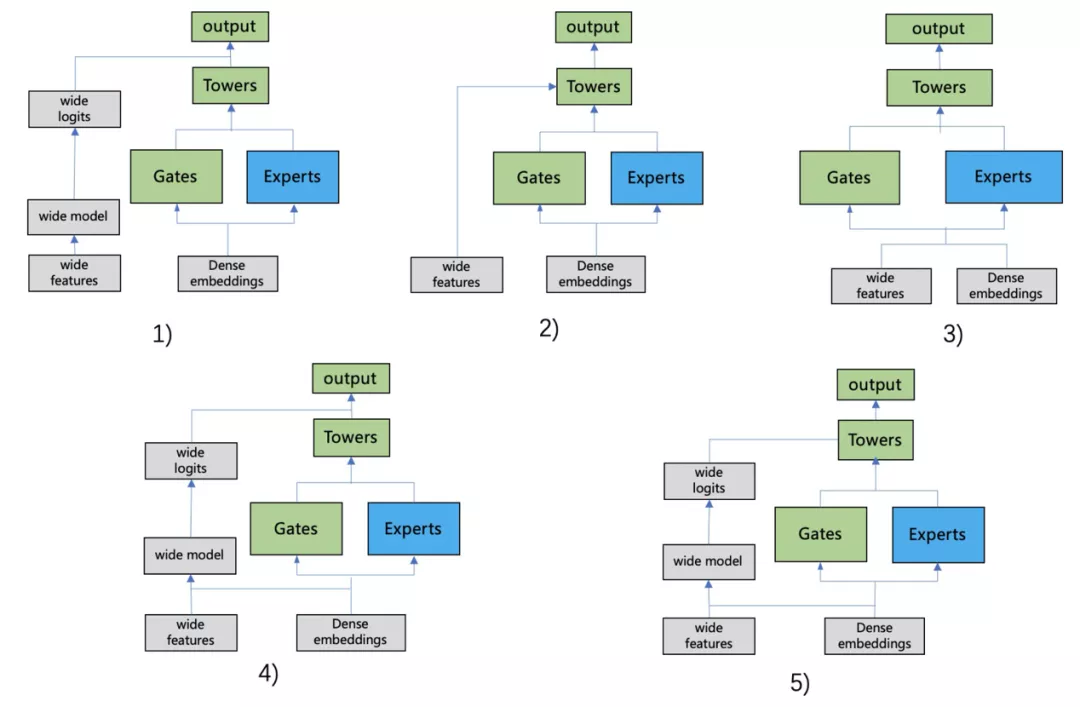 output
Towers
wide
logits
Gates
Experts
wide model
wide
features
Dense
embeddings
1)
output
Towers
Gates
Experts
wide
features
Dense
embeddings
2)
output
Towers
Gates
Experts
wide
features
Dense
embeddings
3)
output
Towers
wide
logits
Gates
Experts
wide model
wide
features
Dense
embeddings
4)
output
Towers
wide
logits
Gates
Experts
wide model
wide
features
Dense
embeddings
5)